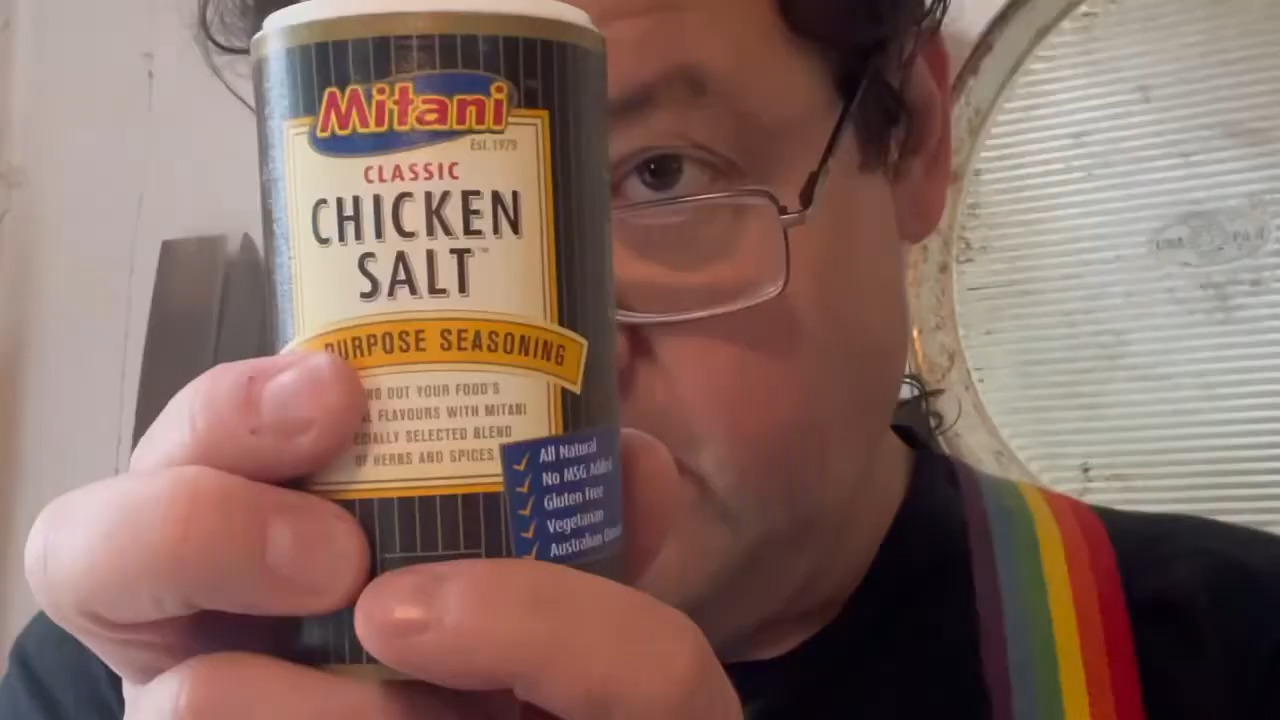 Mitani
Est. 1979
CLASSIC
CHICKEN
SALT™
PURPOSE SEASONING
OUT YOUR FOOD'S
FLAVOURS WITH MITANI
SELECTED BLEND
OF HERBS AND SPICES
All Natural
No MSG Added
Gluten Free
Vegetarian
Australian